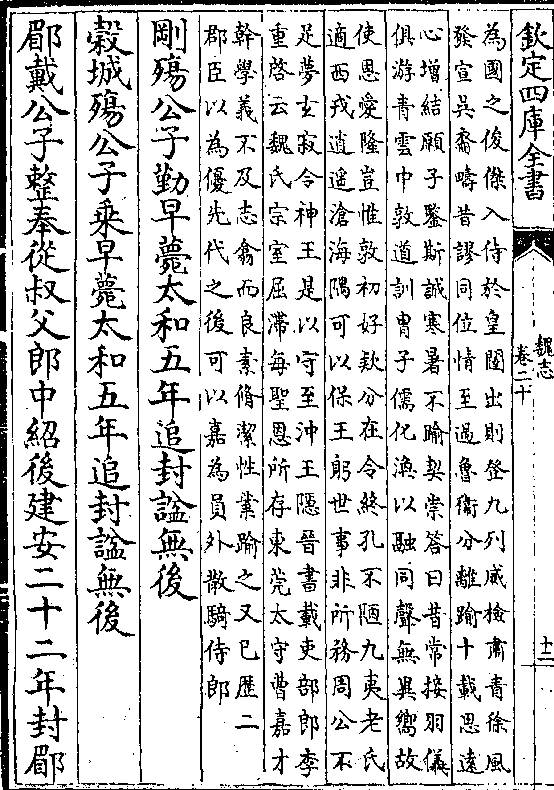 欽定四庫全書
魏志
卷二十
十二
為國之俊傑入侍於皇闥出則登九列威檢肅青徐風
發宣吳裔疇昔謬同位情至過魯衛分離踰十載思遠
心增結願子鑒斯誠寒暑不踰契崇答曰昔常接羽儀
俱游青雲中敦道訓胄子儒化渙以融同聲無異嚮故
使恩愛隆豈惟敦初好欵分在令終孔不陋九夷老氏
適西戎逍遥滄海隅可以保王躬世事非所務周公不
足夢玄寂令神王是以守至沖王隱晉書載吏部郎李
重啓云魏氏宗室屈滯每聖恩所存東莞太守曹嘉才
幹學義不及志翕而良素脩潔性業踰之又已歴二
郡臣以為優先代之後可以嘉為員外散騎侍郎
剛殤公子勤早薨太和五年追封諡無後
穀城殤公子乘早薨太和五年追封諡無後
郿戴公子整奉從叔父郎中紹後建安二十二年封郿